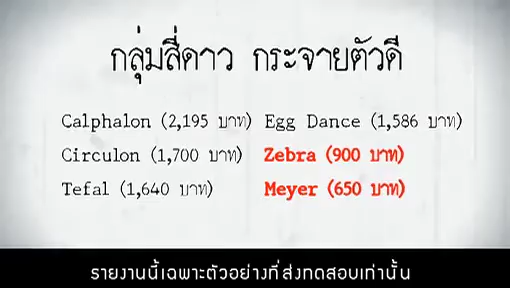 กลุ่มสี่ดาว กระจายตัวดี
Calphalon (2,195 บาท) Egg Dance (1,586 บาท)
Circulon (1,700 บาท) Zebra (900 บาท)
Tefal (1,640 บาท) Meyer (650 บาท)
รายงานนี้เฉพาะตัวอย่างที่ส่งทดสอบเท่านั้น